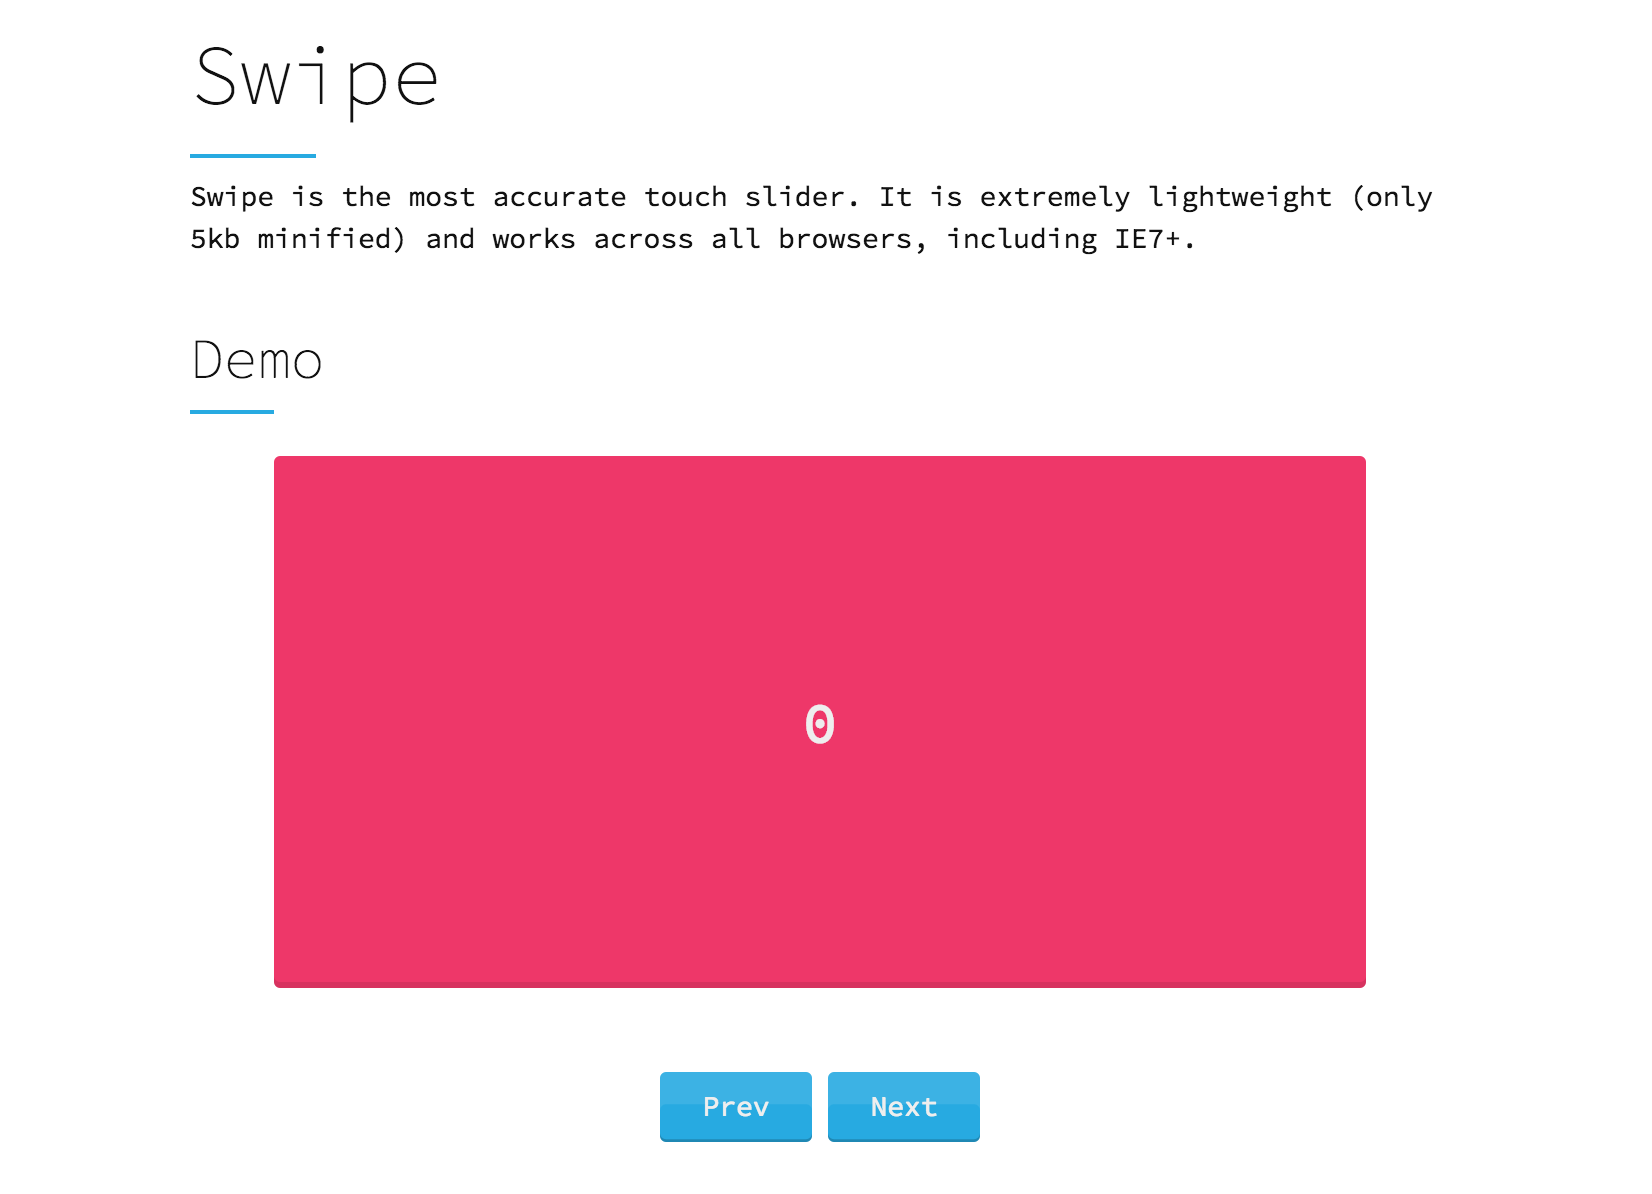 Swipe
Swipe is the most accurate touch slider. It is extremely lightweight (only
5kb minified) and works across all browsers, including IE7+.
Demo
0
Prev
Next